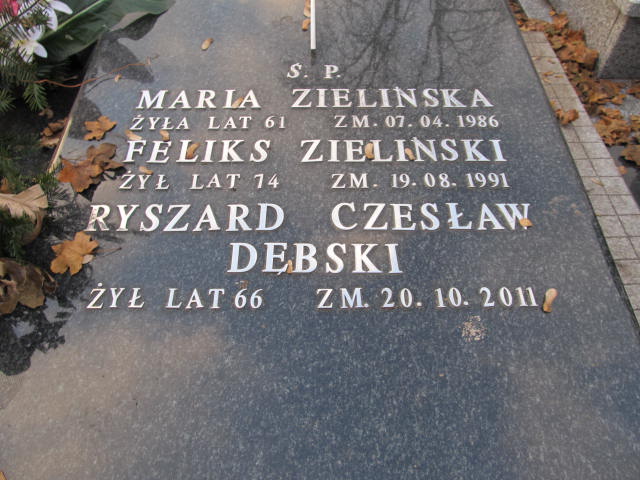 Ś. P.
MARIA ZIELIŃSKA
ŻYŁA LAT 61 ZM. 07. 04. 1986
FELIKS ZIELIŃSKI
ŻYŁ LAT 74 ZM. 19. 08. 1991
RYSZARD CZESŁAW
DĘBSKI
ŻYŁ LAT 66 ZM. 20. 10. 2011